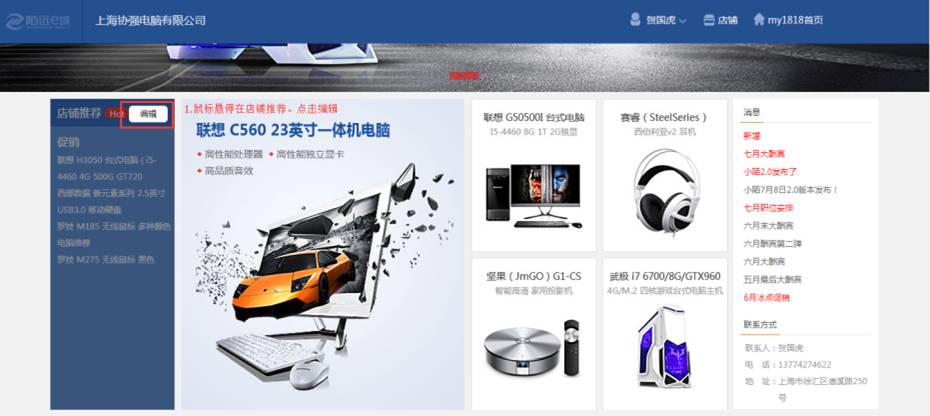 陌远e城
上海协强电脑有限公司
贺国虎
店铺
my1818首页
店铺推荐
Hot
编辑
促销
联想 H3050 台式电脑（i5-
4460 4G 500G GT720
西部数据 新元素系列 2.5英寸
USB3.0 移动硬盘
罗技 M185 无线鼠标 多种颜色
电脑维修
罗技 M275 无线鼠标 黑色
1.鼠标悬停在店铺推荐。点击编辑
联想 C560 23英寸一体机电脑
高性能处理器
高性能独立显卡
高品质音效
联想 G5050011 台式电脑
I5-4460 8G 1T 2G独显
赛睿（SteelSeries）
西伯利亚v2 耳机
坚果（JmGO）G1-CS
智能高清 家用投影机
武极 i7 6700/8G/GTX960
4G/M.2 四核游戏台式电脑主机
消息
新增
七月大酬宾
小陌2.0发布了
小陌7月8日2.0版本发布！
七月职位安排
六月末大酬宾
六月酬宾第二弹
六月大酬宾
五月最后大酬宾
6月冰点促销
联系方式
联系人：贺国虎
电　话：13774274622
地　址：上海市徐汇区漕溪路250
号